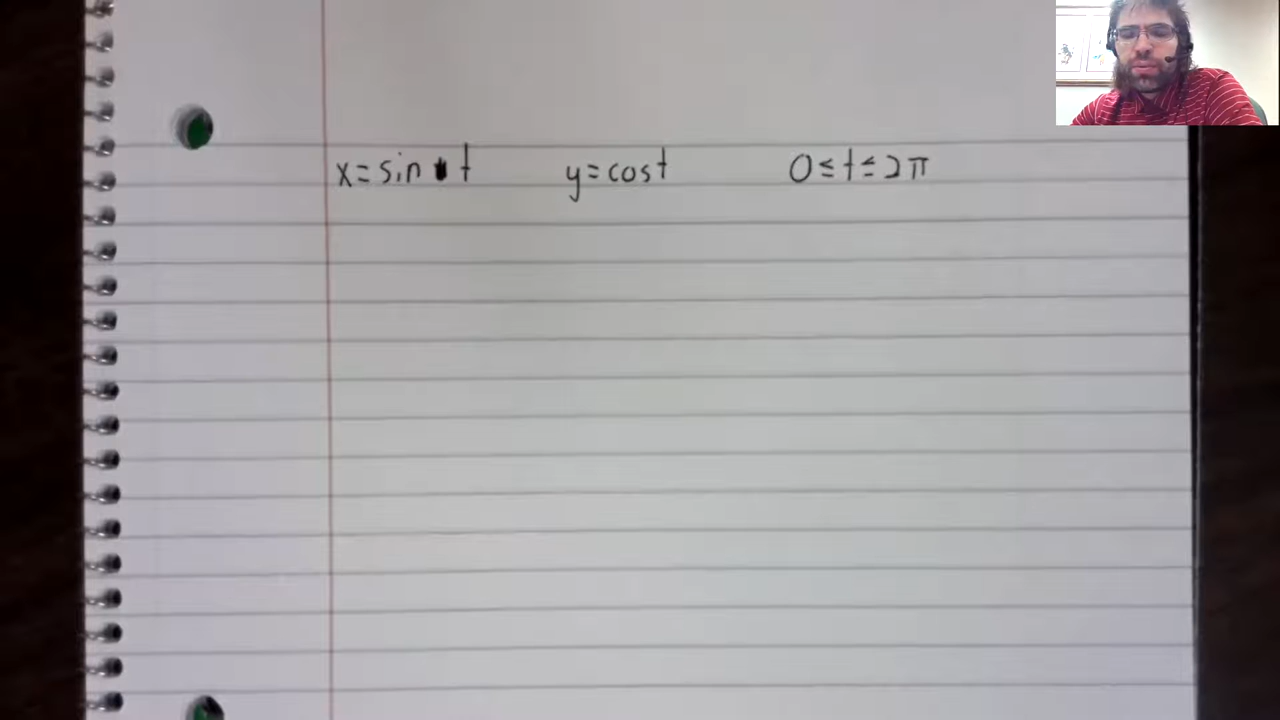 x = sin t y = cos t 0 ≤ t ≤ 2π